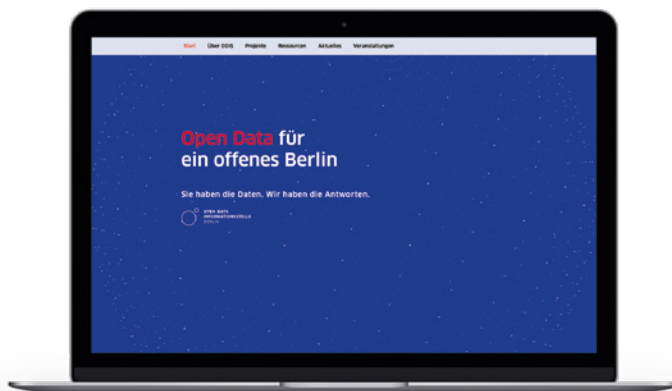 Start Über ODIS Projekte Ressourcen Aktuelles Veranstaltungen
Open Data für
ein offenes Berlin
Sie haben die Daten. Wir haben die Antworten.
OPEN DATA
INFORMATIONSSTELLE
BERLIN